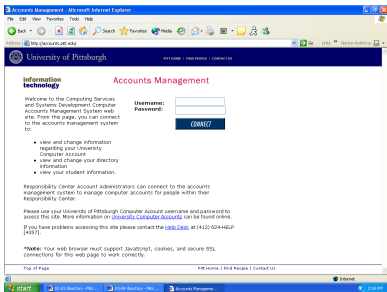 Accounts Management - Microsoft Internet Explorer
File Edit View Favorites Tools Help
Back Search Favorites Media
Address http://accounts.pitt.edu/ Go Links Norton AntiVirus
University of Pittsburgh
PITT HOME | FIND PEOPLE | CONTACT US
information
technology
Accounts Management
Welcome to the Computing Services
and Systems Development Computer
Accounts Management System web
site. From this page, you can connect
to the accounts management system
to:
Username:
Password:
CONNECT
view and change information
regarding your University
Computer Account
view and change your directory
information
view your student information.
Responsibility Center Account Administrators can connect to the accounts
management system to manage computer accounts for people within their
Responsibility Center.
Please use your University of Pittsburgh Computer Account username and password to
access this site. More information on University Computer Accounts can be found online.
If you have problems accessing this site please contact the Help Desk at (412) 624-HELP
[4357].
*Note: Your web browser must support JavaScript, cookies, and secure SSL
connections for this web page to work correctly.
Top of Page
Pitt Home | Find People | Contact Us
Internet
start
Accounts Managemen...
2:58 PM